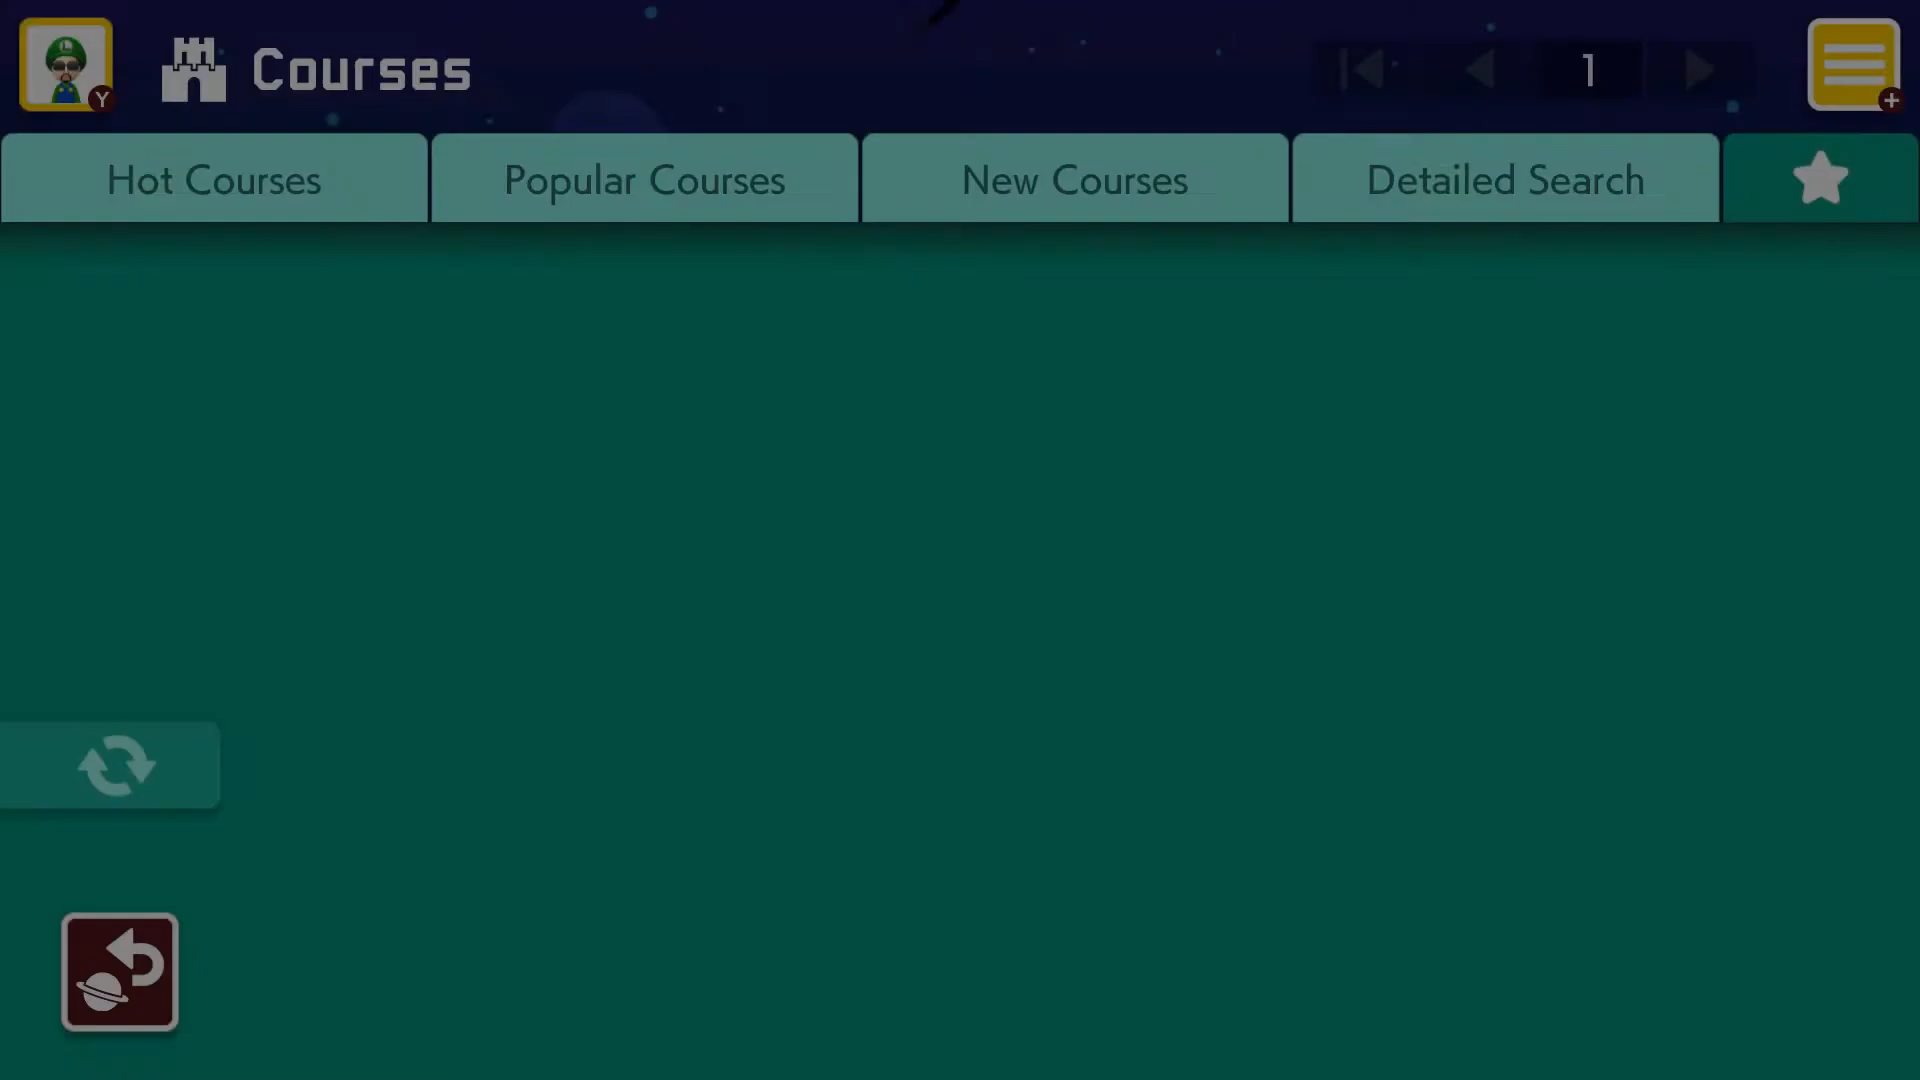 Courses
1
Hot Courses
Popular Courses
New Courses
Detailed Search
Y
+
L